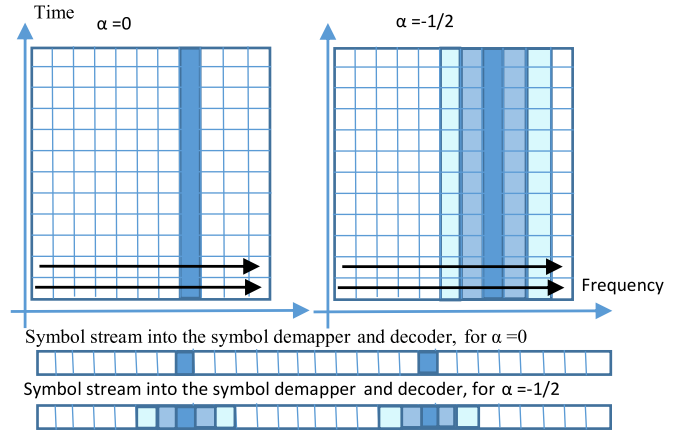 Time
α =0
α =-1/2
Frequency
Symbol stream into the symbol demapper and decoder, for α =0
Symbol stream into the symbol demapper and decoder, for α =-1/2